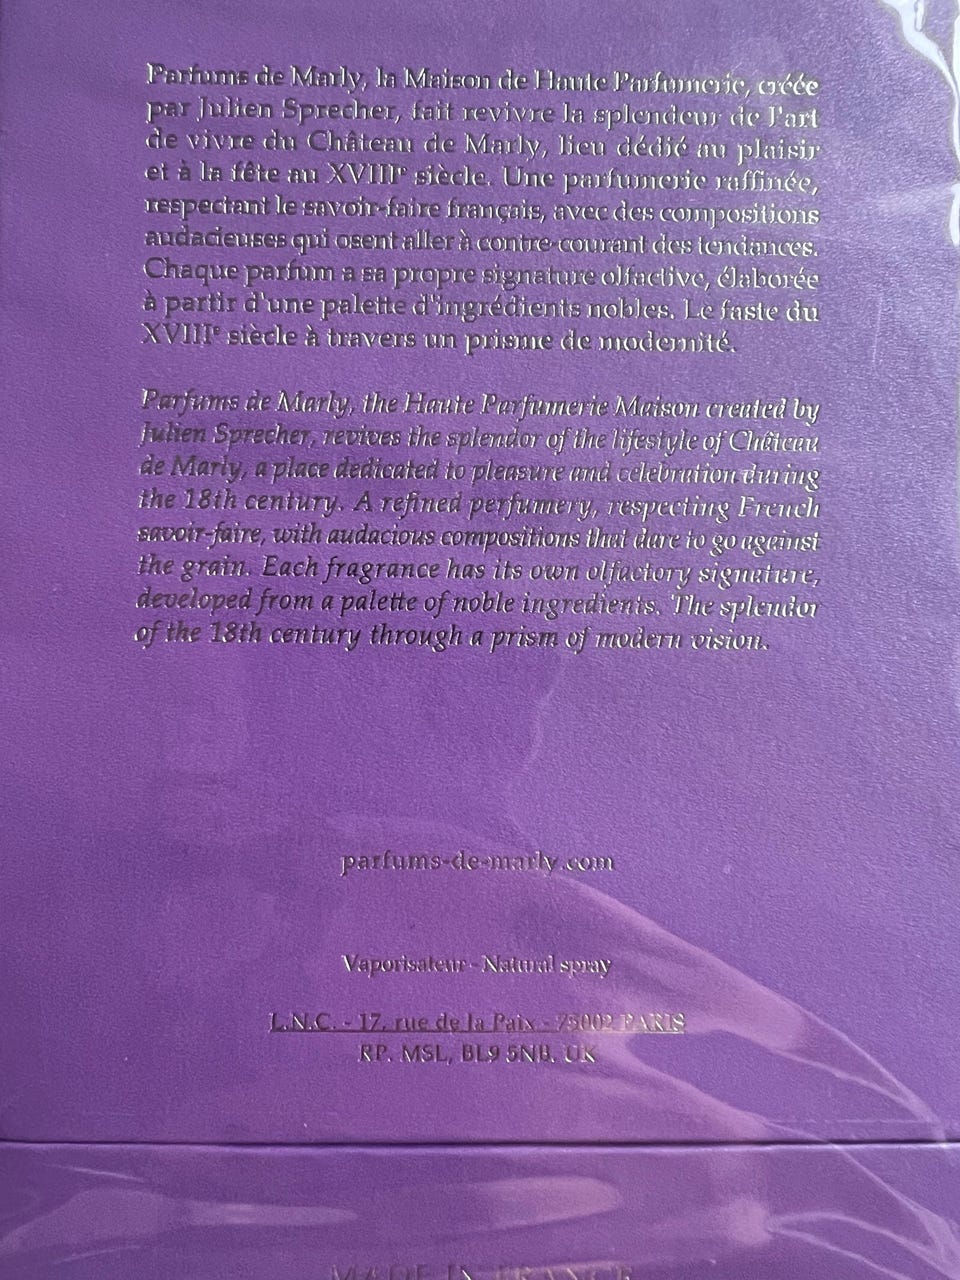 Parfums de Marly, la Maison de Haute Parfumerie, créée
par Julien Sprecher, fait revivre la splendeur de l'art
de vivre du Château de Marly, lieu dédié au plaisir
et à la fête au XVIIIᵉ siècle. Une parfumerie raffinée,
respectant le savoir-faire français, avec des compositions
audacieuses qui osent aller à contre-courant des tendances.
Chaque parfum a sa propre signature olfactive, élaborée
à partir d'une palette d'ingrédients nobles. Le faste du
XVIIIᵉ siècle à travers un prisme de modernité.
Parfums de Marly, the Haute Parfumerie Maison created by
Julien Sprecher, revives the splendor of the lifestyle of Château
de Marly, a place dedicated to pleasure and celebration during
the 18th century. A refined perfumery, respecting French
savoir-faire, with audacious compositions that dare to go against
the grain. Each fragrance has its own olfactory signature,
developed from a palette of noble ingredients. The splendor
of the 18th century through a prism of modern vision.
parfums-de-marly.com
Vaporisateur - Natural spray
L.N.C. - 17, rue de la Paix - 75002 PARIS
RP. MSL, BL9 5NB, UK
MADE IN FRANCE